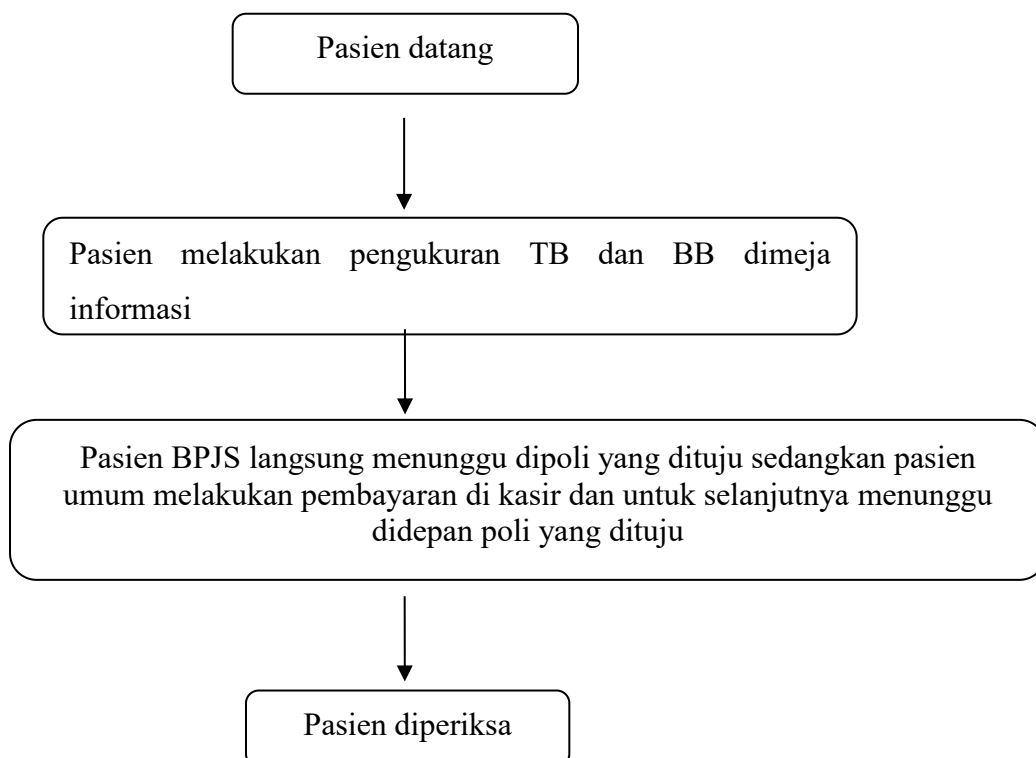 Pasien datang
Pasien melakukan pengukuran TB dan BB dimeja
informasi
Pasien BPJS langsung menunggu dipoli yang dituju sedangkan pasien
umum melakukan pembayaran di kasir dan untuk selanjutnya menunggu
didepan poli yang dituju
Pasien diperiksa